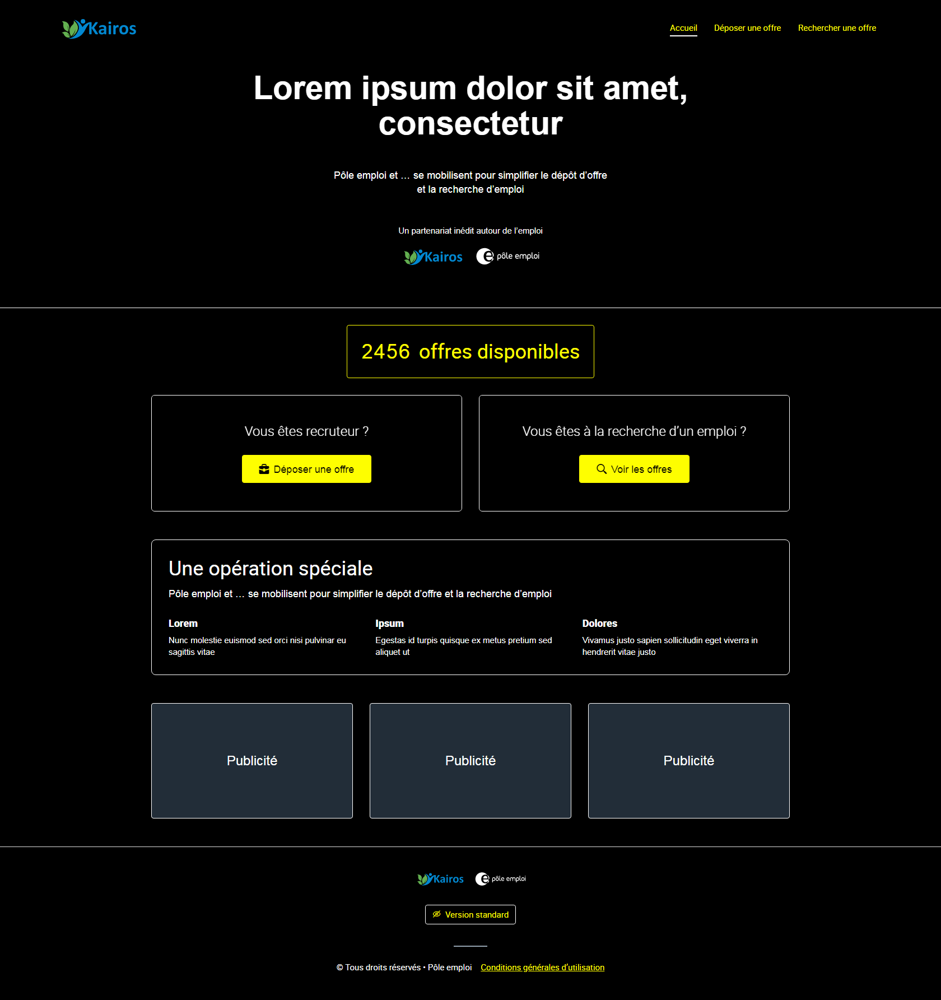 Kairos
Accueil Déposer une offre Rechercher une offre
Lorem ipsum dolor sit amet,
consectetur
Pôle emploi et … se mobilisent pour simplifier le dépôt d’offre
et la recherche d’emploi
Un partenariat inédit autour de l’emploi
Kairos pôle emploi
2456 offres disponibles
Vous êtes recruteur ?
Déposer une offre
Vous êtes à la recherche d’un emploi ?
Voir les offres
Une opération spéciale
Pôle emploi et … se mobilisent pour simplifier le dépôt d’offre et la recherche d’emploi
Lorem
Nunc molestie euismod sed orci nisi pulvinar eu
sagittis vitae
Ipsum
Egestas id turpis quisque ex metus pretium sed
aliquet ut
Dolores
Vivamus justo sapien sollicitudin eget viverra in
hendrerit vitae justo
Publicité
Publicité
Publicité
Kairos pôle emploi
Version standard
© Tous droits réservés • Pôle emploi Conditions générales d’utilisation